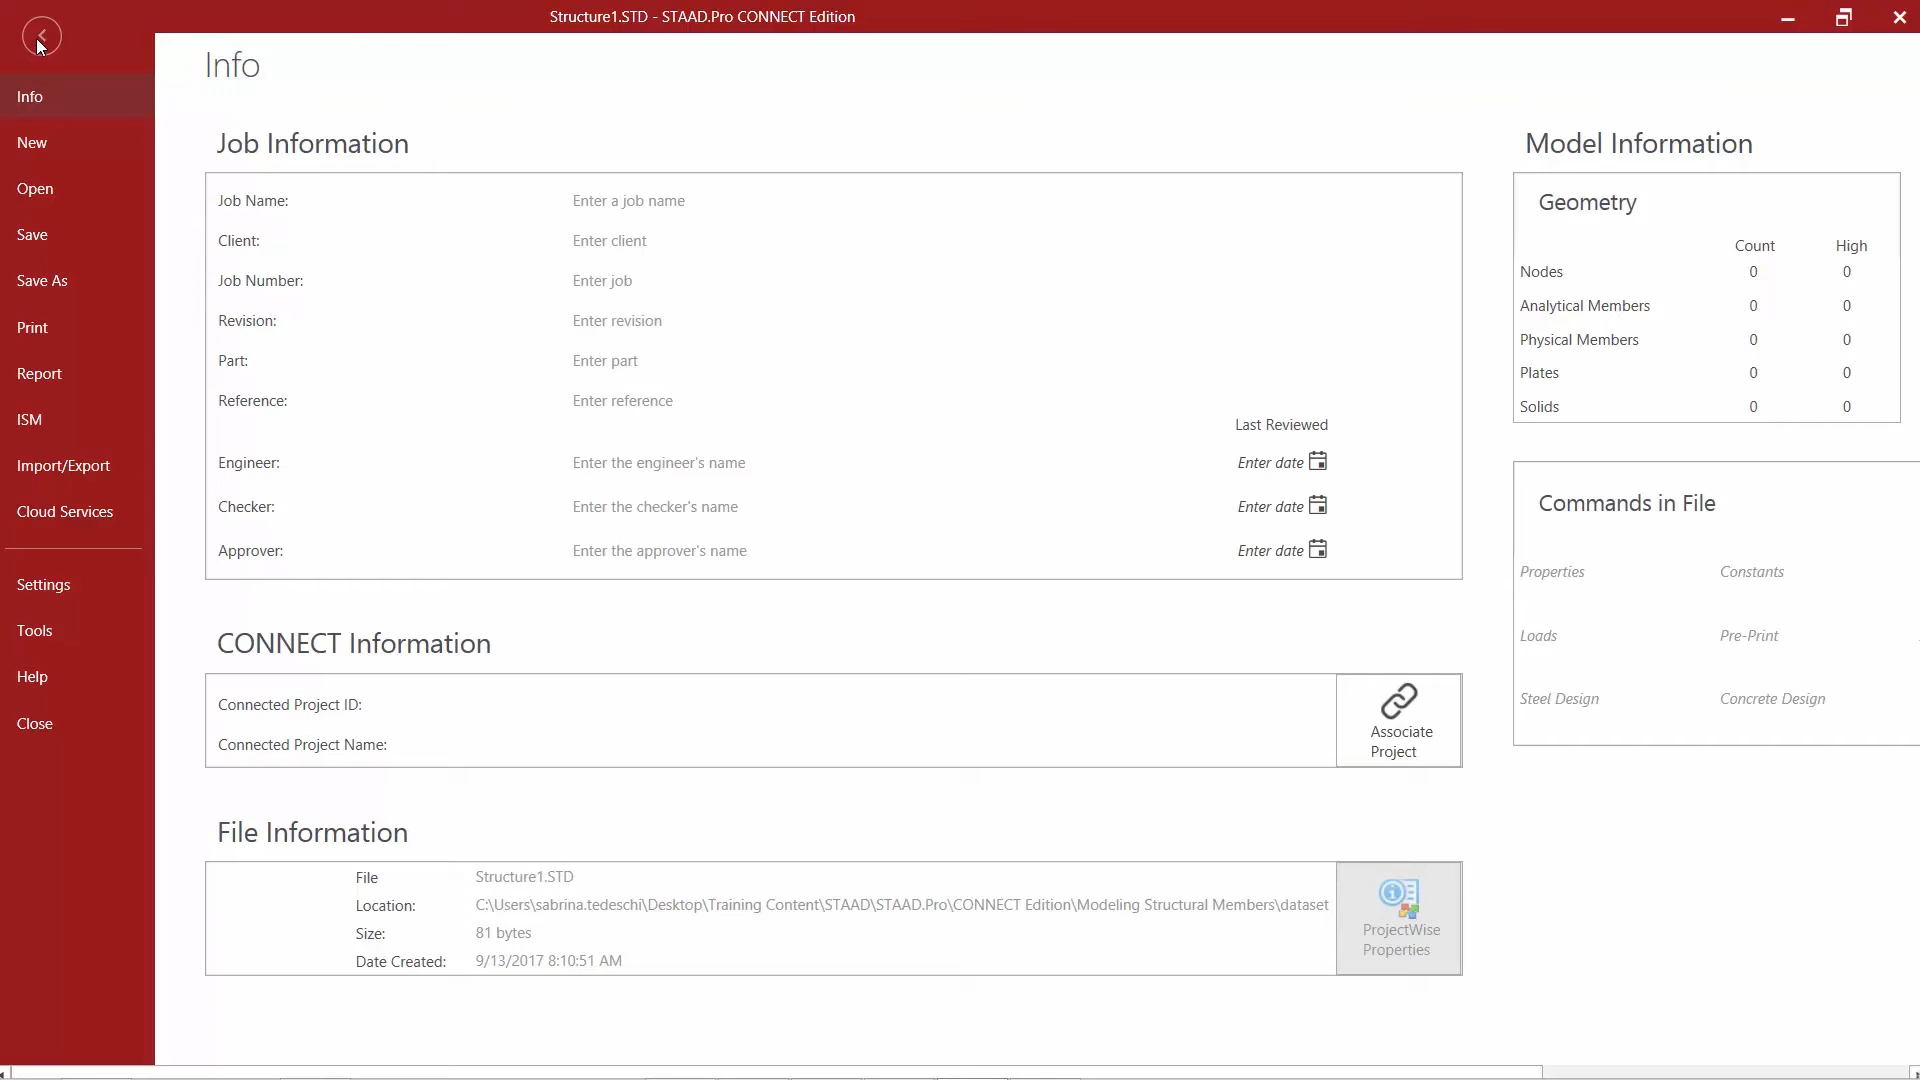 Structure1.STD - STAAD.Pro CONNECT Edition
Info
New
Open
Save
Save As
Print
Report
ISM
Import/Export
Cloud Services
Settings
Tools
Help
Close
Info
Job Information
Job Name: Enter a job name
Client: Enter client
Job Number: Enter job
Revision: Enter revision
Part: Enter part
Reference: Enter reference
Last Reviewed
Engineer: Enter the engineer's name Enter date
Checker: Enter the checker's name Enter date
Approver: Enter the approver's name Enter date
CONNECT Information
Connected Project ID:
Connected Project Name:
Associate
Project
File Information
File Structure1.STD
Location: C:\Users\sabrina.tedeschi\Desktop\Training Content\STAAD\STAAD.Pro\CONNECT Edition\Modeling Structural Members\dataset
Size: 81 bytes
Date Created: 9/13/2017 8:10:51 AM
ProjectWise
Properties
Model Information
Geometry
Count High
Nodes 0 0
Analytical Members 0 0
Physical Members 0 0
Plates 0 0
Solids 0 0
Commands in File
Properties Constants
Loads Pre-Print
Steel Design Concrete Design